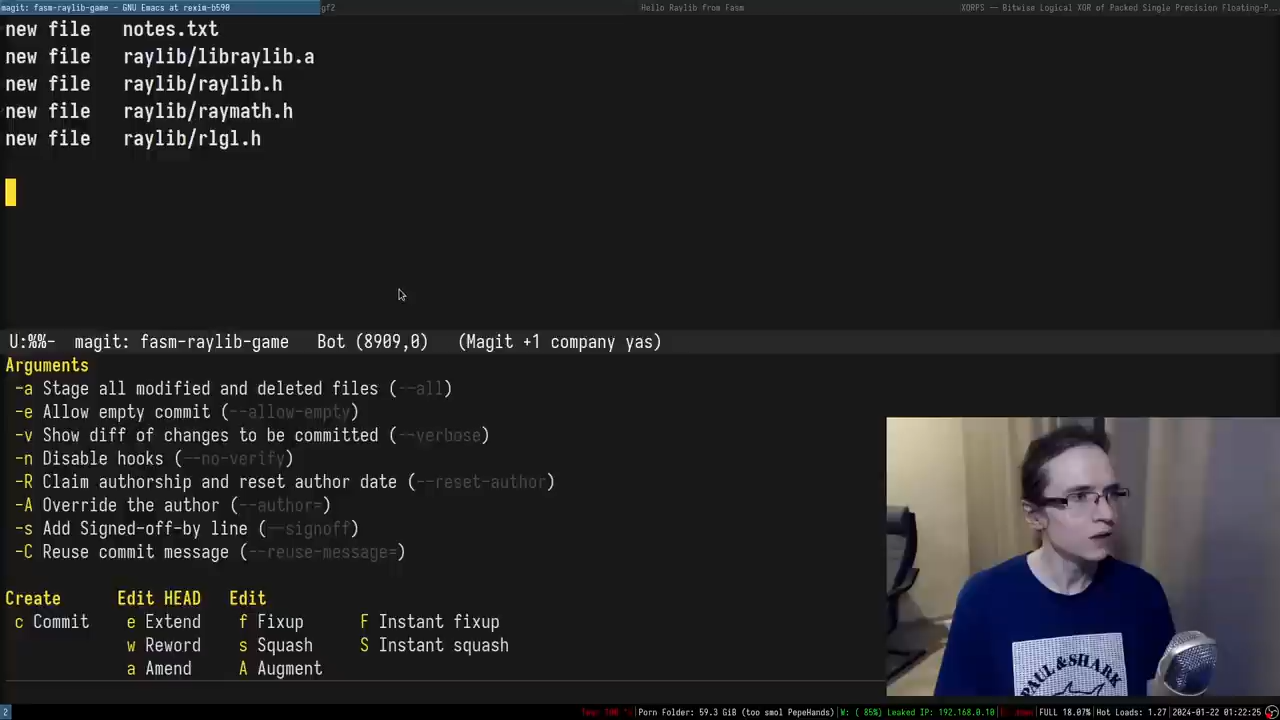 magit: fasm-raylib-game - GNU Emacs at rexim-b590
gf2
Hello Raylib from Fasm
XORPS — Bitwise Logical XOR of Packed Single Precision Floating-P...
new file notes.txt
new file raylib/libraylib.a
new file raylib/raylib.h
new file raylib/raymath.h
new file raylib/rlgl.h
U:%%- magit: fasm-raylib-game Bot (8909,0) (Magit +1 company yas)
Arguments
-a Stage all modified and deleted files (--all)
-e Allow empty commit (--allow-empty)
-v Show diff of changes to be committed (--verbose)
-n Disable hooks (--no-verify)
-R Claim authorship and reset author date (--reset-author)
-A Override the author (--author=)
-s Add Signed-off-by line (--signoff)
-C Reuse commit message (--reuse-message=)
Create Edit HEAD Edit
c Commit e Extend f Fixup F Instant fixup
w Reword s Squash S Instant squash
a Amend A Augment
PAUL & SHARK
2
Porn Folder: 59.3 GiB (too smol PepeHands) W: ( 85%) Leaked IP: 192.168.0.10 FULL 18.07% Hot Loads: 1.27 2024-01-22 01:22:25